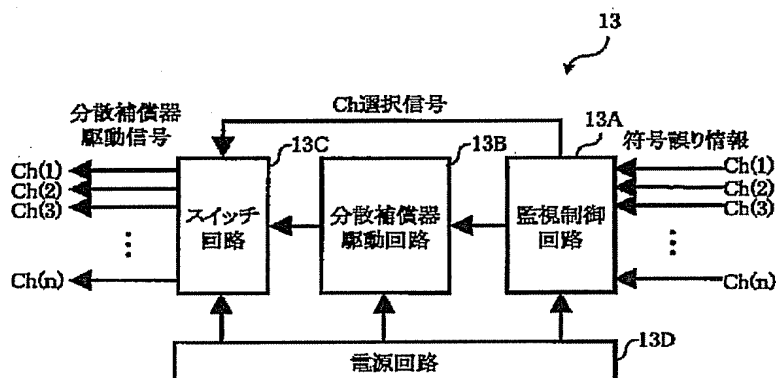 13
Ch選択信号
分散補償器
駆動信号
13C
13B
13A
符号誤り情報
Ch(1)
Ch(2)
Ch(3)
⋮
Ch(n)
スイッチ
回路
分散補償器
駆動回路
監視制御
回路
Ch(1)
Ch(2)
Ch(3)
⋮
Ch(n)
13D
電源回路